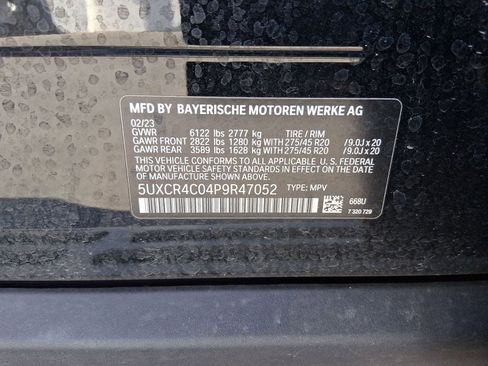 MFD BY BAYERISCHE MOTOREN WERKE AG
02/23
GVWR 6122 lbs 2777 kg TIRE / RIM
GAWR FRONT 2822 lbs 1280 kg WITH 275/45 R20 /9.0J x 20
GAWR REAR 3589 lbs 1628 kg WITH 275/45 R20 /9.0J x 20
THIS VEHICLE CONFORMS TO ALL APPLICABLE U.S. FEDERAL MOTOR
VEHICLE SAFETY AND THEFT PREVENTION STANDARDS IN EFFECT ON THE
DATE OF MANUFACTURE SHOWN ABOVE.
5UXCR4C04P9R47052 TYPE: MPV
668U
7 320 729